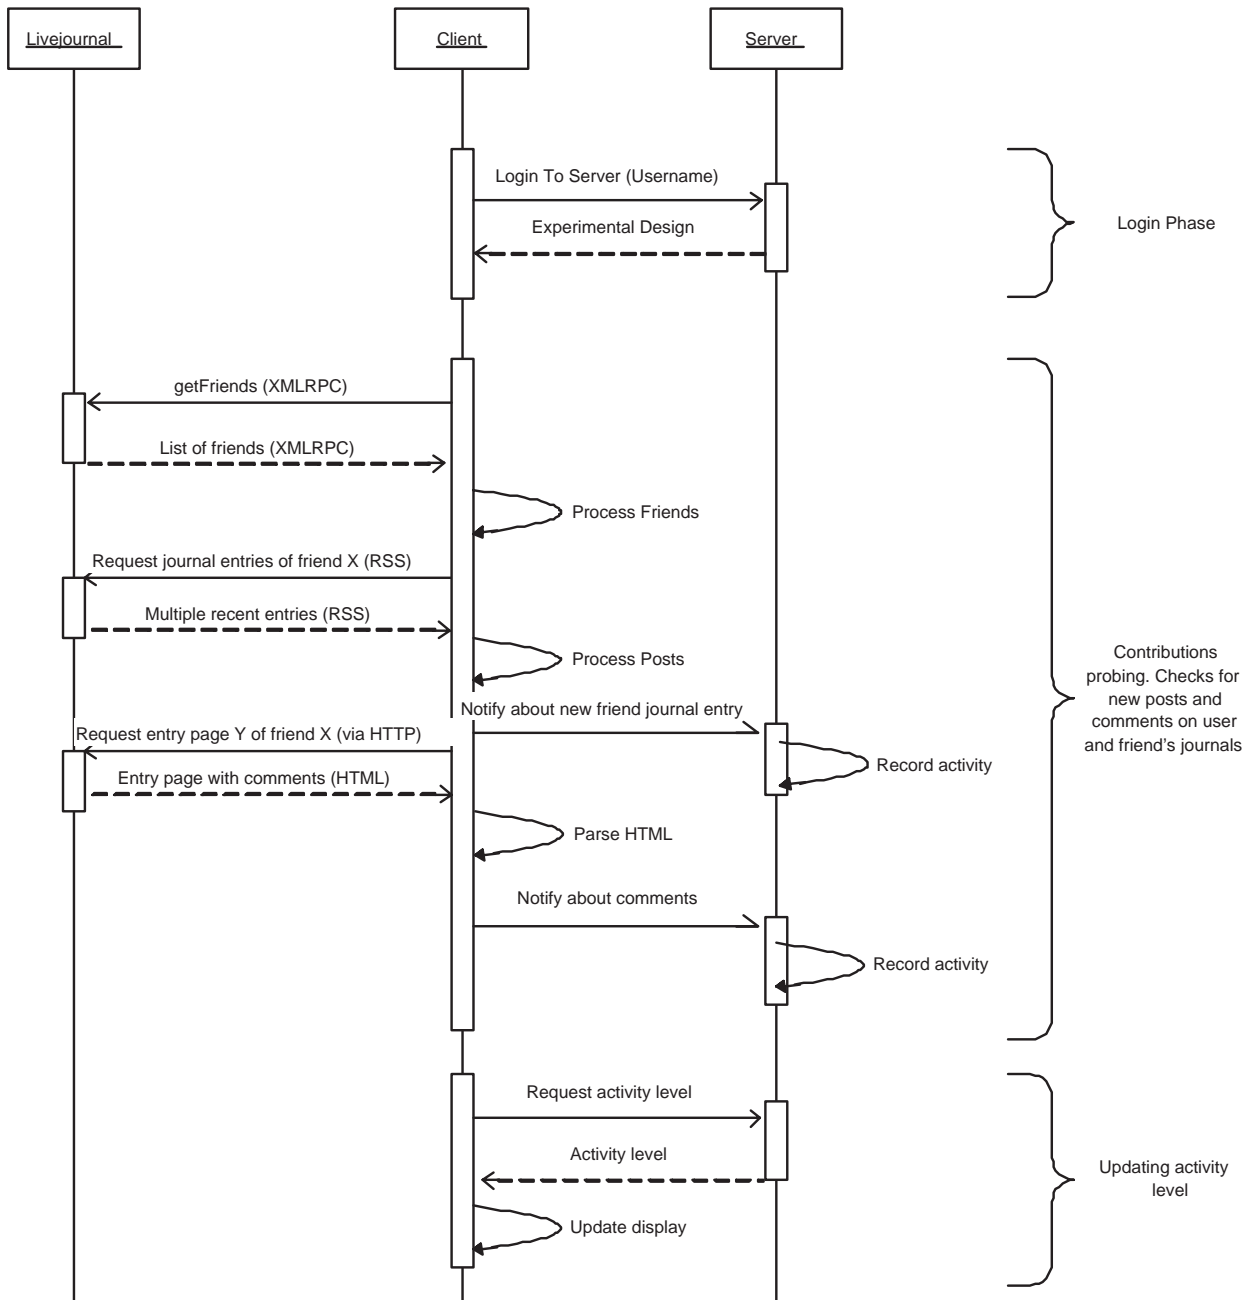 Livejournal
Client
Server
Login To Server (Username)
Experimental Design
Login Phase
getFriends (XMLRPC)
List of friends (XMLRPC)
Process Friends
Request journal entries of friend X (RSS)
Multiple recent entries (RSS)
Process Posts
Contributions
probing. Checks for
new posts and
comments on user
and friend's journals
Notify about new friend journal entry
Request entry page Y of friend X (via HTTP)
Record activity
Entry page with comments (HTML)
Parse HTML
Notify about comments
Record activity
Request activity level
Activity level
Updating activity
level
Update display